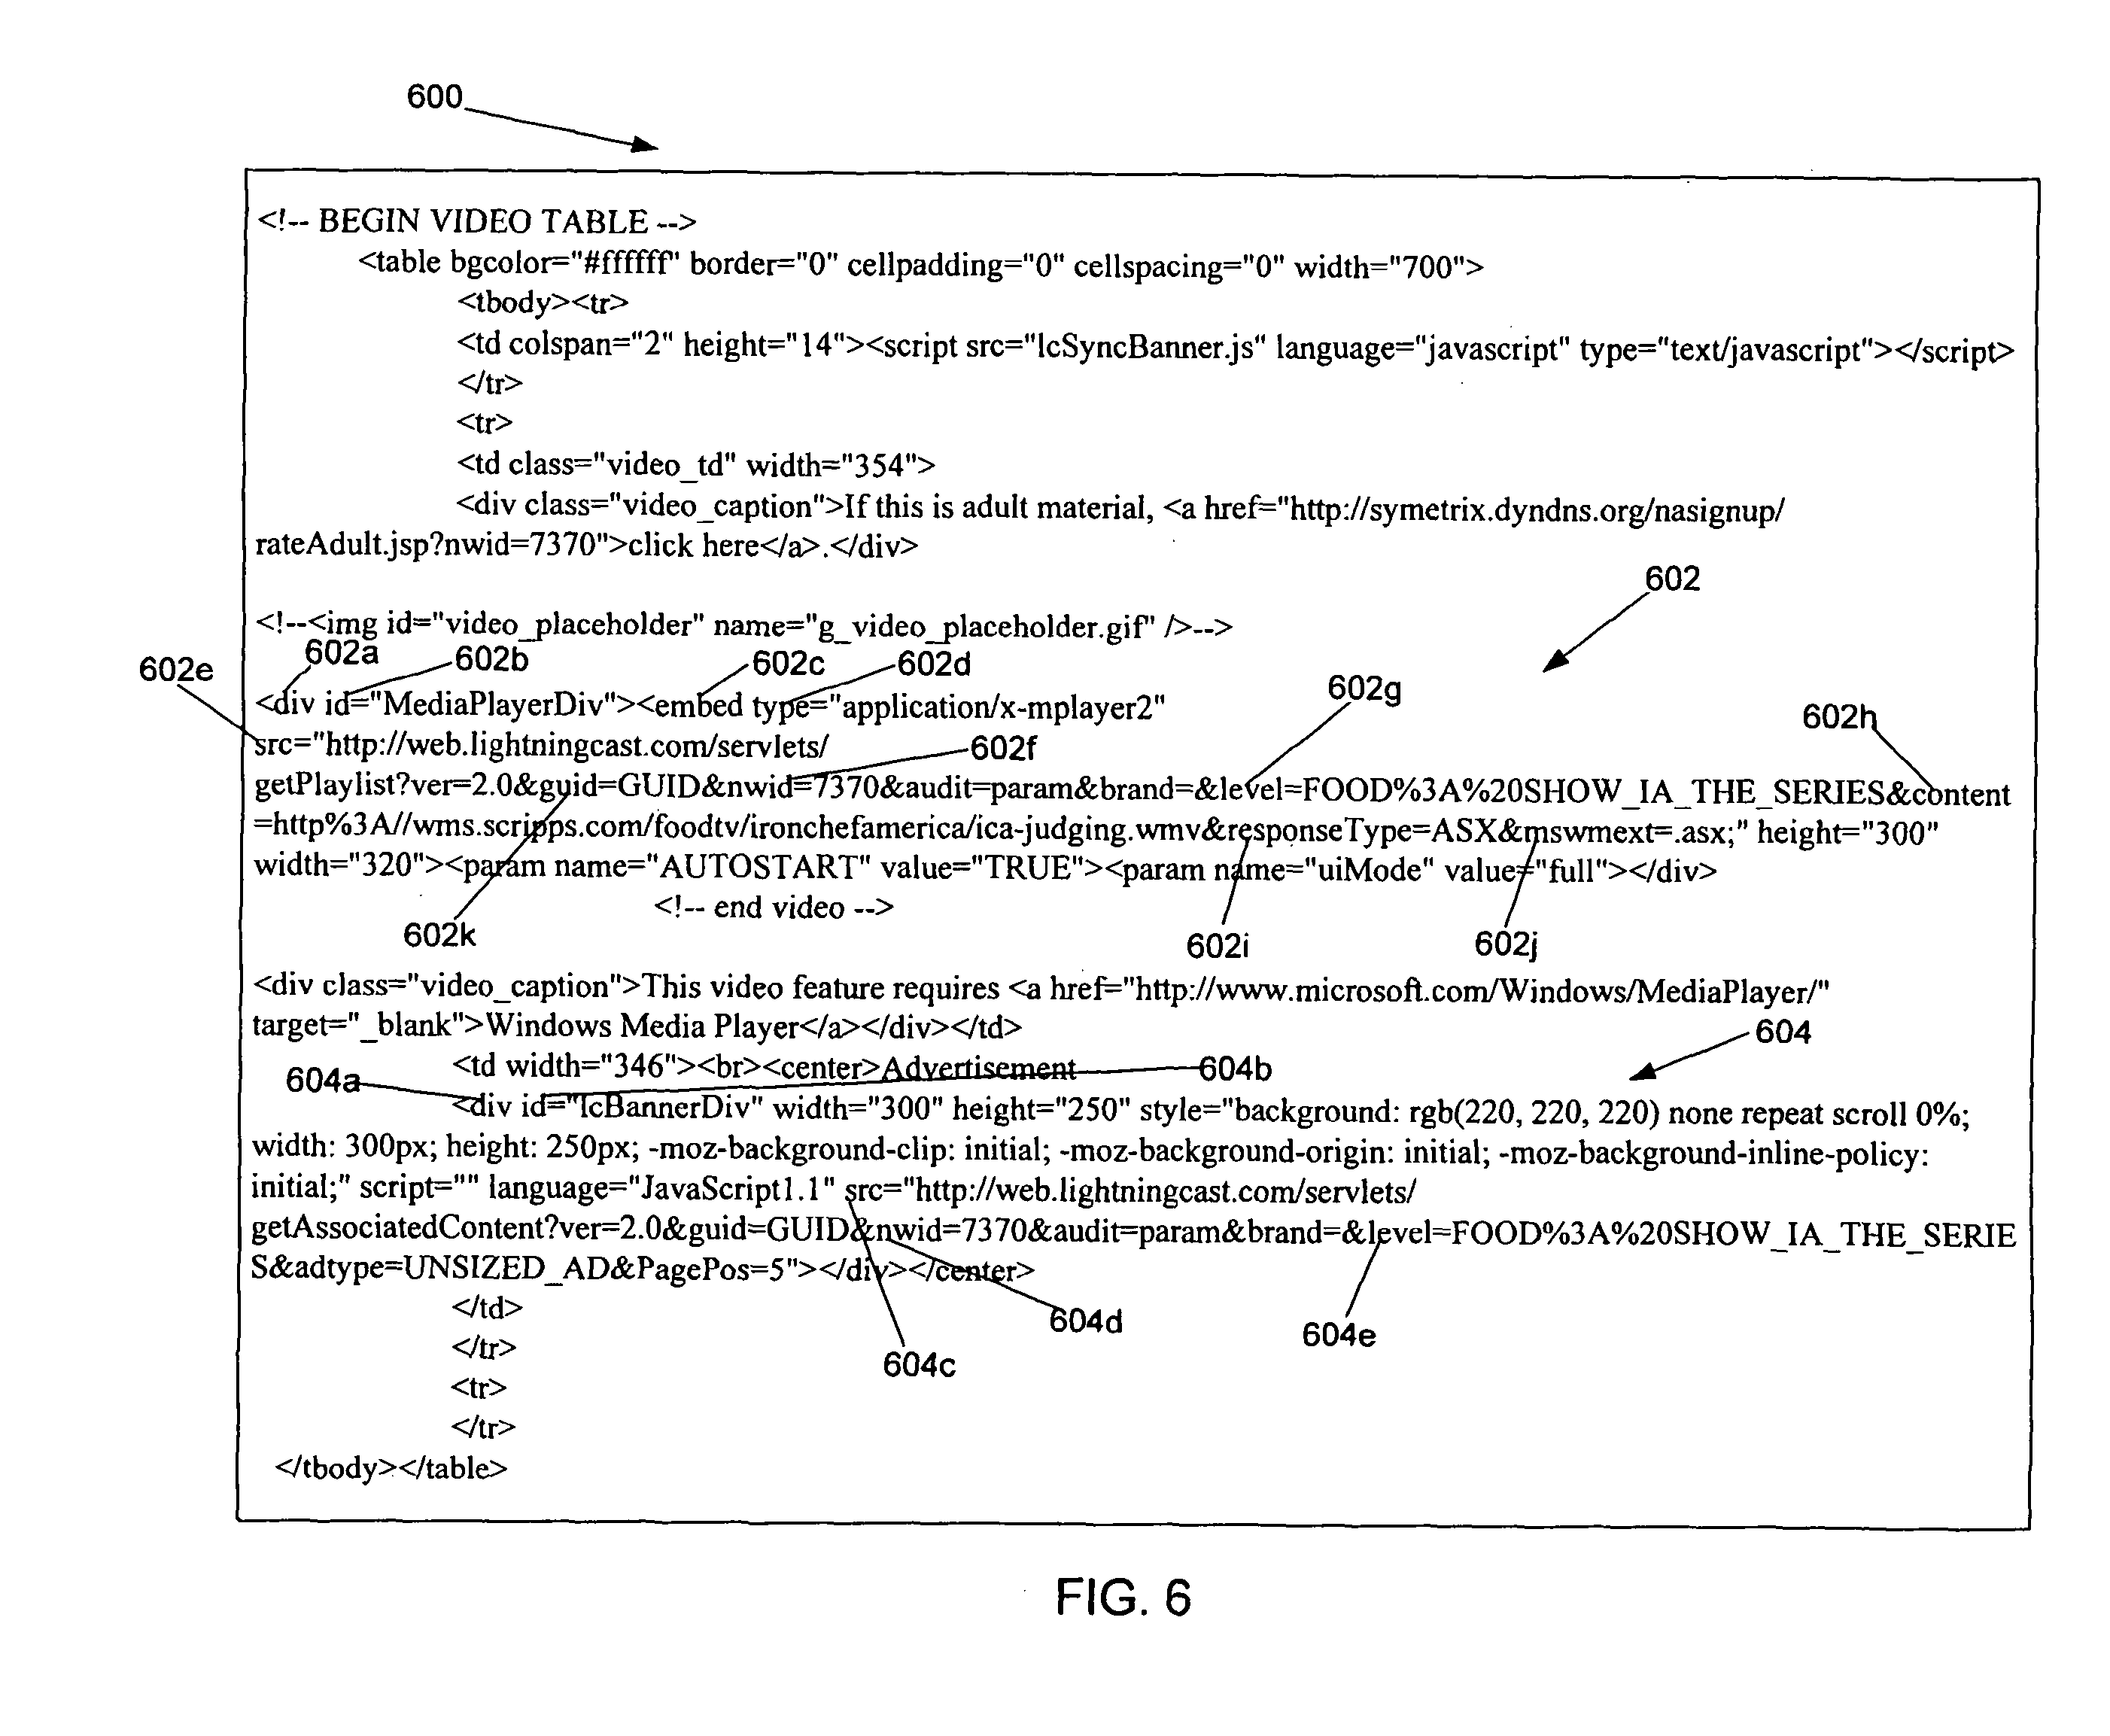 600
<!-- BEGIN VIDEO TABLE -->
<table bgcolor="#ffffff" border="0" cellpadding="0" cellspacing="0" width="700">
<tbody><tr>
<td colspan="2" height="14"><script src="lcSyncBanner.js" language="javascript" type="text/javascript"></script>
</tr>
<tr>
<td class="video_td" width="354">
<div class="video_caption">If this is adult material, <a href="http://symetrix.dyndns.org/nasignup/
rateAdult.jsp?nwid=7370">click here</a>.</div>
602
<!--<img id="video_placeholder" name="g_video_placeholder.gif" />-->
602e 602a 602b 602c 602d 602g 602h
<div id="MediaPlayerDiv"><embed type="application/x-mplayer2"
src="http://web.lightningcast.com/servlets/
602f
getPlaylist?ver=2.0&guid=GUID&nwid=7370&audit=param&brand=&level=FOOD%3A%20SHOW_IA_THE_SERIES&content
=http%3A//wms.scripps.com/foodtv/ironchefamerica/ica-judging.wmv&responseType=ASX&mswmext=.asx;" height="300"
width="320"><param name="AUTOSTART" value="TRUE"><param name="uiMode" value="full"></div>
<!-- end video -->
602k 602i 602j
<div class="video_caption">This video feature requires <a href="http://www.microsoft.com/Windows/MediaPlayer/"
target="_blank">Windows Media Player</a></div></td>
604
<td width="346"><br><center>Advertisement
604a 604b
<div id="lcBannerDiv" width="300" height="250" style="background: rgb(220, 220, 220) none repeat scroll 0%;
width: 300px; height: 250px; -moz-background-clip: initial; -moz-background-origin: initial; -moz-background-inline-policy:
initial;" script="" language="JavaScript1.1" src="http://web.lightningcast.com/servlets/
getAssociatedContent?ver=2.0&guid=GUID&nwid=7370&audit=param&brand=&level=FOOD%3A%20SHOW_IA_THE_SERIE
S&adtype=UNSIZED_AD&PagePos=5"></div></center>
</td>
604d 604e
</tr>
604c
<tr>
</tr>
</tbody></table>
FIG. 6